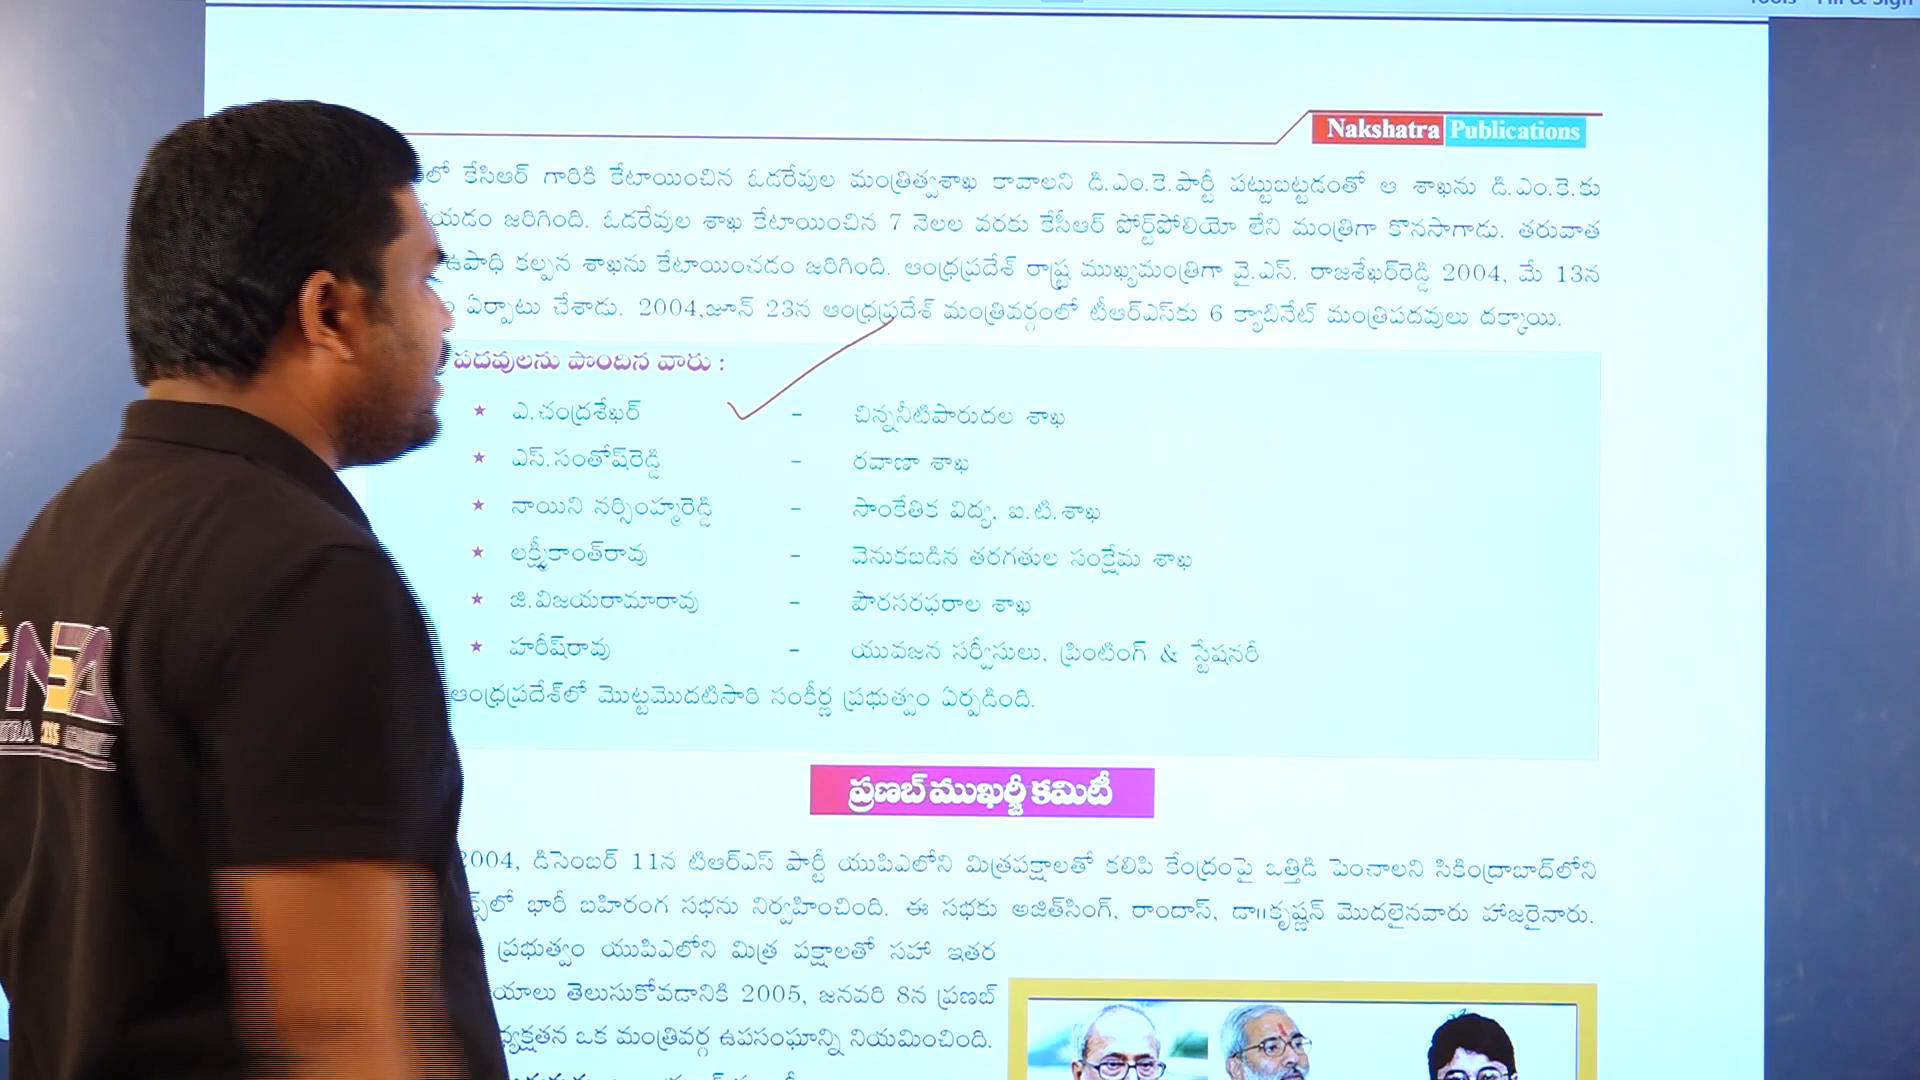 Tools Fill & Sign
Nakshatra Publications
లో కేసిఆర్ గారికి కేటాయించిన ఓడరేవుల మంత్రిత్వశాఖ కావాలని డి.ఎం.కె.పార్టీ పట్టుబట్టడంతో ఆ శాఖను డి.ఎం.కె.కు
యడం జరిగింది. ఓడరేవుల శాఖ కేటాయించిన 7 నెలల వరకు కేసీఆర్ పోర్ట్‌పోలియో లేని మంత్రిగా కొనసాగాడు. తరువాత
ఉపాధి కల్పన శాఖను కేటాయించడం జరిగింది. ఆంధ్రప్రదేశ్ రాష్ట్ర ముఖ్యమంత్రిగా వై.ఎస్. రాజశేఖర్‌రెడ్డి 2004, మే 13న
ఏర్పాటు చేశాడు. 2004,జూన్ 23న ఆంధ్రప్రదేశ్ మంత్రివర్గంలో టీఆర్ఎస్‌కు 6 క్యాబినేట్ మంత్రిపదవులు దక్కాయి.
పదవులను పొందిన వారు :
★ ఎ.చంద్రశేఖర్ – చిన్ననీటిపారుదల శాఖ
★ ఎస్.సంతోష్‌రెడ్డి – రవాణా శాఖ
★ నాయిని నర్సింహ్మరెడ్డి – సాంకేతిక విద్య, ఐ.టి.శాఖ
★ లక్ష్మీకాంత్‌రావు – వెనుకబడిన తరగతుల సంక్షేమ శాఖ
★ జి.విజయరామారావు – పౌరసరఫరాల శాఖ
★ హరీష్‌రావు – యువజన సర్వీసులు, ప్రింటింగ్ & స్టేషనరీ
ఆంధ్రప్రదేశ్‌లో మొట్టమొదటిసారి సంకీర్ణ ప్రభుత్వం ఏర్పడింది.
ప్రణబ్ ముఖర్జీ కమిటీ
2004, డిసెంబర్ 11న టిఆర్ఎస్ పార్టీ యుపిఎలోని మిత్రపక్షాలతో కలిపి కేంద్రంపై ఒత్తిడి పెంచాలని సికింద్రాబాద్‌లోని
లో భారీ బహిరంగ సభను నిర్వహించింది. ఈ సభకు అజిత్‌సింగ్, రాందాస్, డా॥కృష్ణన్ మొదలైనవారు హాజరైనారు.
ప్రభుత్వం యుపిఎలోని మిత్ర పక్షాలతో సహా ఇతర
యాలు తెలుసుకోవడానికి 2005, జనవరి 8న ప్రణబ్
ధ్యక్షతన ఒక మంత్రివర్గ ఉపసంఘాన్ని నియమించింది.